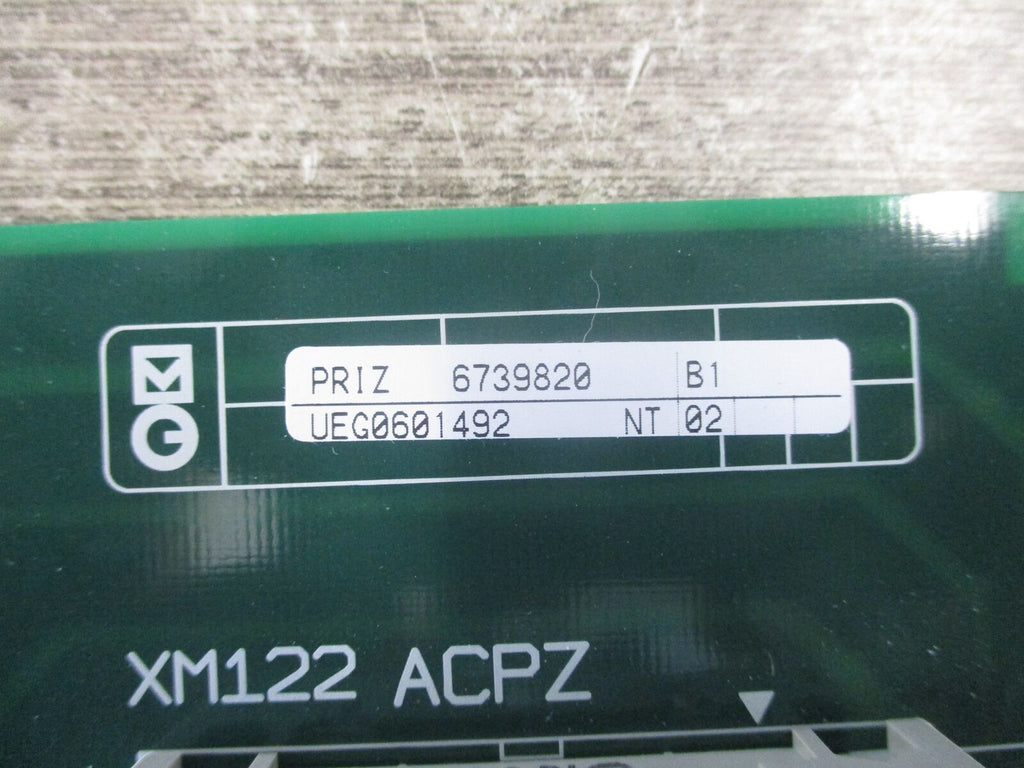 PRIZ 6739820 B1
UEG0601492 NT 02
XM122 ACPZ